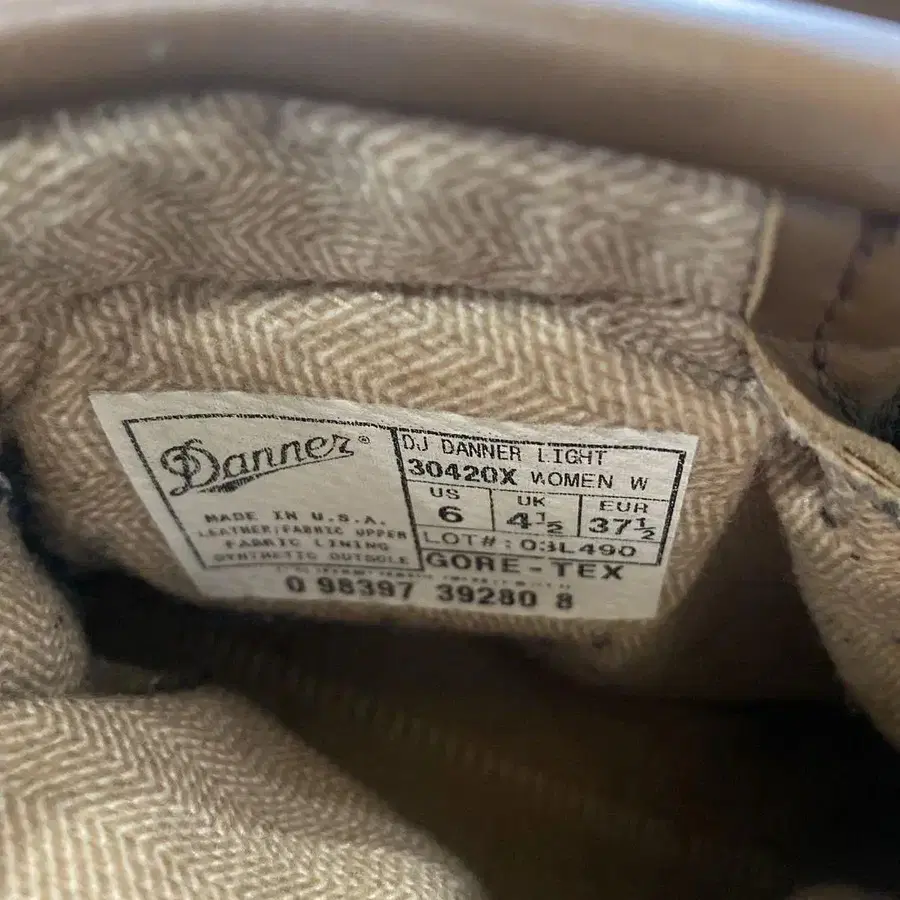 Danner®
MADE IN U.S.A.
LEATHER/FABRIC UPPER
FABRIC LINING
SYNTHETIC OUTSOLE
DJ DANNER LIGHT
30420X WOMEN W
US 6 UK 4½ EUR 37½
LOT#:03L490
GORE-TEX
0 98397 39280 8